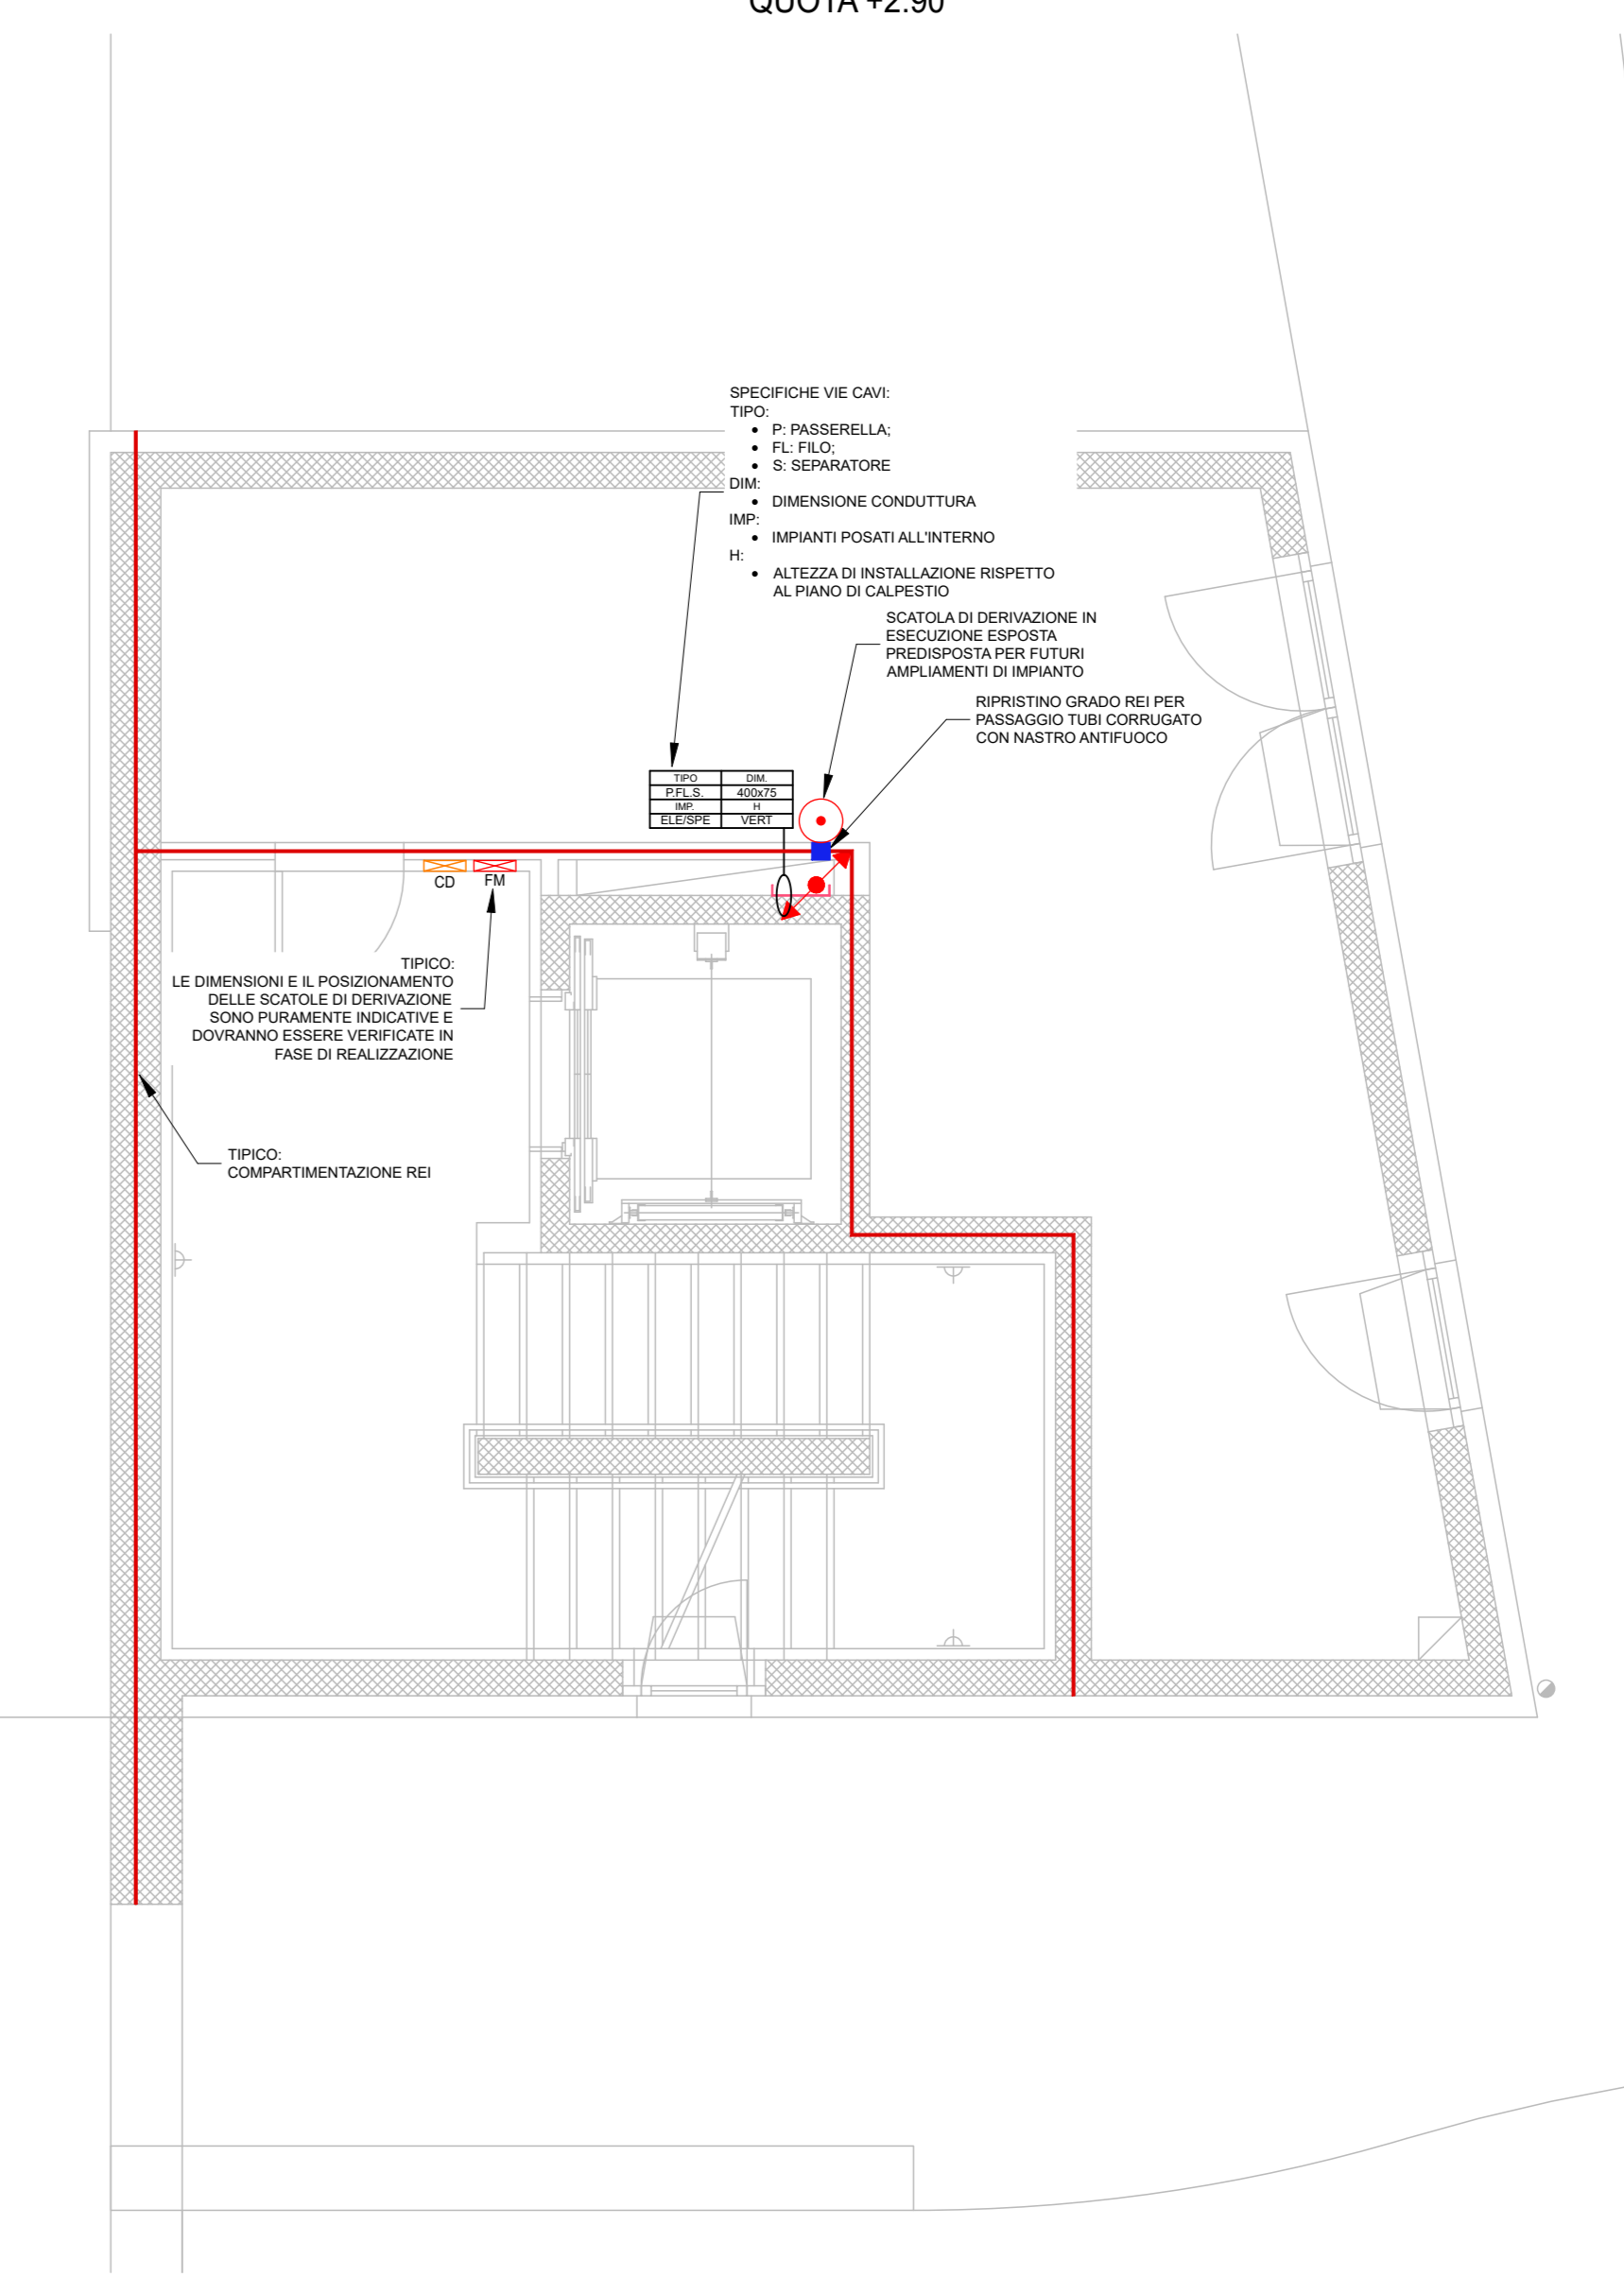 QUOTA +2.90
SPECIFICHE VIE CAVI:
TIPO:
• P: PASSERELLA;
• FL: FILO;
• S: SEPARATORE
DIM:
• DIMENSIONE CONDUTTURA
IMP:
• IMPIANTI POSATI ALL'INTERNO
H:
• ALTEZZA DI INSTALLAZIONE RISPETTO
AL PIANO DI CALPESTIO
SCATOLA DI DERIVAZIONE IN
ESECUZIONE ESPOSTA
PREDISPOSTA PER FUTURI
AMPLIAMENTI DI IMPIANTO
RIPRISTINO GRADO REI PER
PASSAGGIO TUBI CORRUGATO
CON NASTRO ANTIFUOCO
TIPO DIM.
P.FL.S. 400x75
IMP. H
ELE/SPE VERT
CD FM
TIPICO:
LE DIMENSIONI E IL POSIZIONAMENTO
DELLE SCATOLE DI DERIVAZIONE
SONO PURAMENTE INDICATIVE E
DOVRANNO ESSERE VERIFICATE IN
FASE DI REALIZZAZIONE
TIPICO:
COMPARTIMENTAZIONE REI